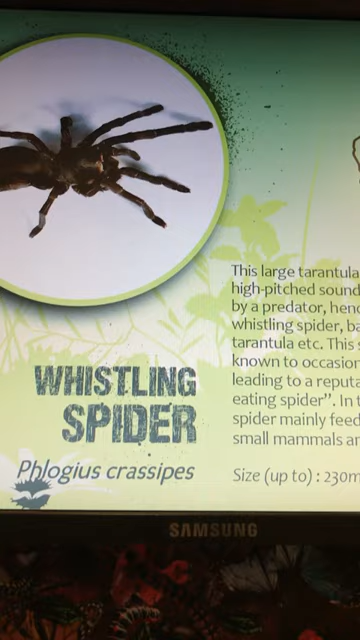 This large tarantula
high-pitched sound
by a predator, henc
whistling spider, ba
tarantula etc. This s
known to occasion
leading to a reputa
eating spider". In t
spider mainly feed
small mammals ar
Size (up to) : 230m
WHISTLING
SPIDER
Phlogius crassipes
SAMSUNG